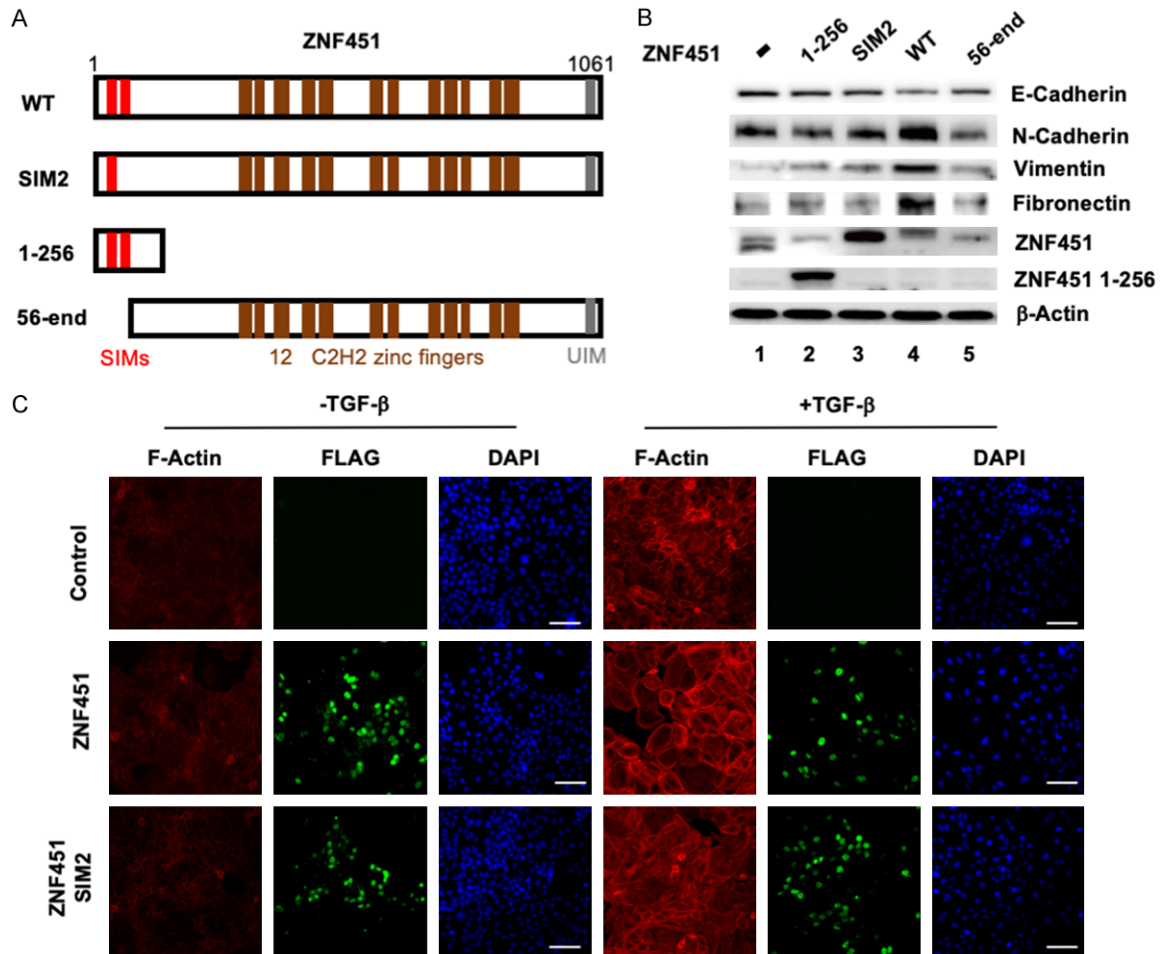 A
ZNF451
1 1061
WT
SIM2
1-256
56-end
SIMs 12 C2H2 zinc fingers UIM
B
ZNF451 - 1-256 SIM2 WT 56-end
E-Cadherin
N-Cadherin
Vimentin
Fibronectin
ZNF451
ZNF451 1-256
β-Actin
1 2 3 4 5
C
-TGF-β +TGF-β
F-Actin FLAG DAPI F-Actin FLAG DAPI
Control
ZNF451
ZNF451
SIM2